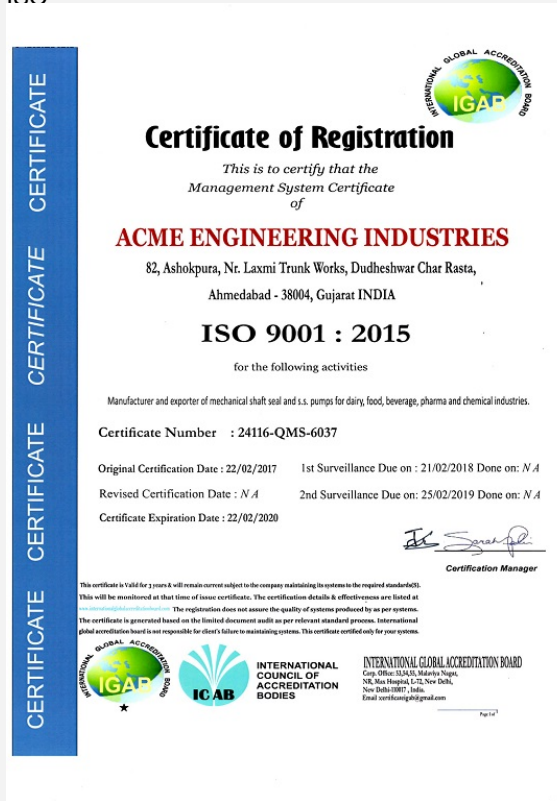 INTERNATIONAL GLOBAL ACCREDITATION BOARD
IGAB
Certificate of Registration
This is to certify that the
Management System Certificate
of
ACME ENGINEERING INDUSTRIES
82, Ashokpura, Nr. Laxmi Trunk Works, Dudheshwar Char Rasta,
Ahmedabad - 38004, Gujarat INDIA
ISO 9001 : 2015
for the following activities
Manufacturer and exporter of mechanical shaft seal and s.s. pumps for dairy, food, beverage, pharma and chemical industries.
Certificate Number : 24116-QMS-6037
Original Certification Date : 22/02/2017
1st Surveillance Due on : 21/02/2018 Done on: N A
Revised Certification Date : N A
2nd Surveillance Due on: 25/02/2019 Done on: N A
Certificate Expiration Date : 22/02/2020
Certification Manager
This certificate is Valid for 3 years & will remain current subject to the company maintaining its systems to the required standards(S).
This will be monitored at that time of issue certificate. The certification details & effectiveness are listed at
The registration does not assure the quality of systems produced by as per systems.
The certificate is generated based on the limited document audit as per relevant standard process. International
global accreditation board is not responsible for client's failure to maintaining systems. This certificate certified only for your systems.
INTERNATIONAL GLOBAL ACCREDITATION BOARD
IGAB
IC AB
INTERNATIONAL
COUNCIL OF
ACCREDITATION
BODIES
INTERNATIONAL GLOBAL ACCREDITATION BOARD
Corp. Office: 53,54,55, Malaviya Nagar,
NR, Max Hospital, L-72, New Delhi,
New Delhi-110017 , India.
Email :certificateigab@gmail.com
Page 1 of
CERTIFICATE
CERTIFICATE
CERTIFICATE
CERTIFICATE